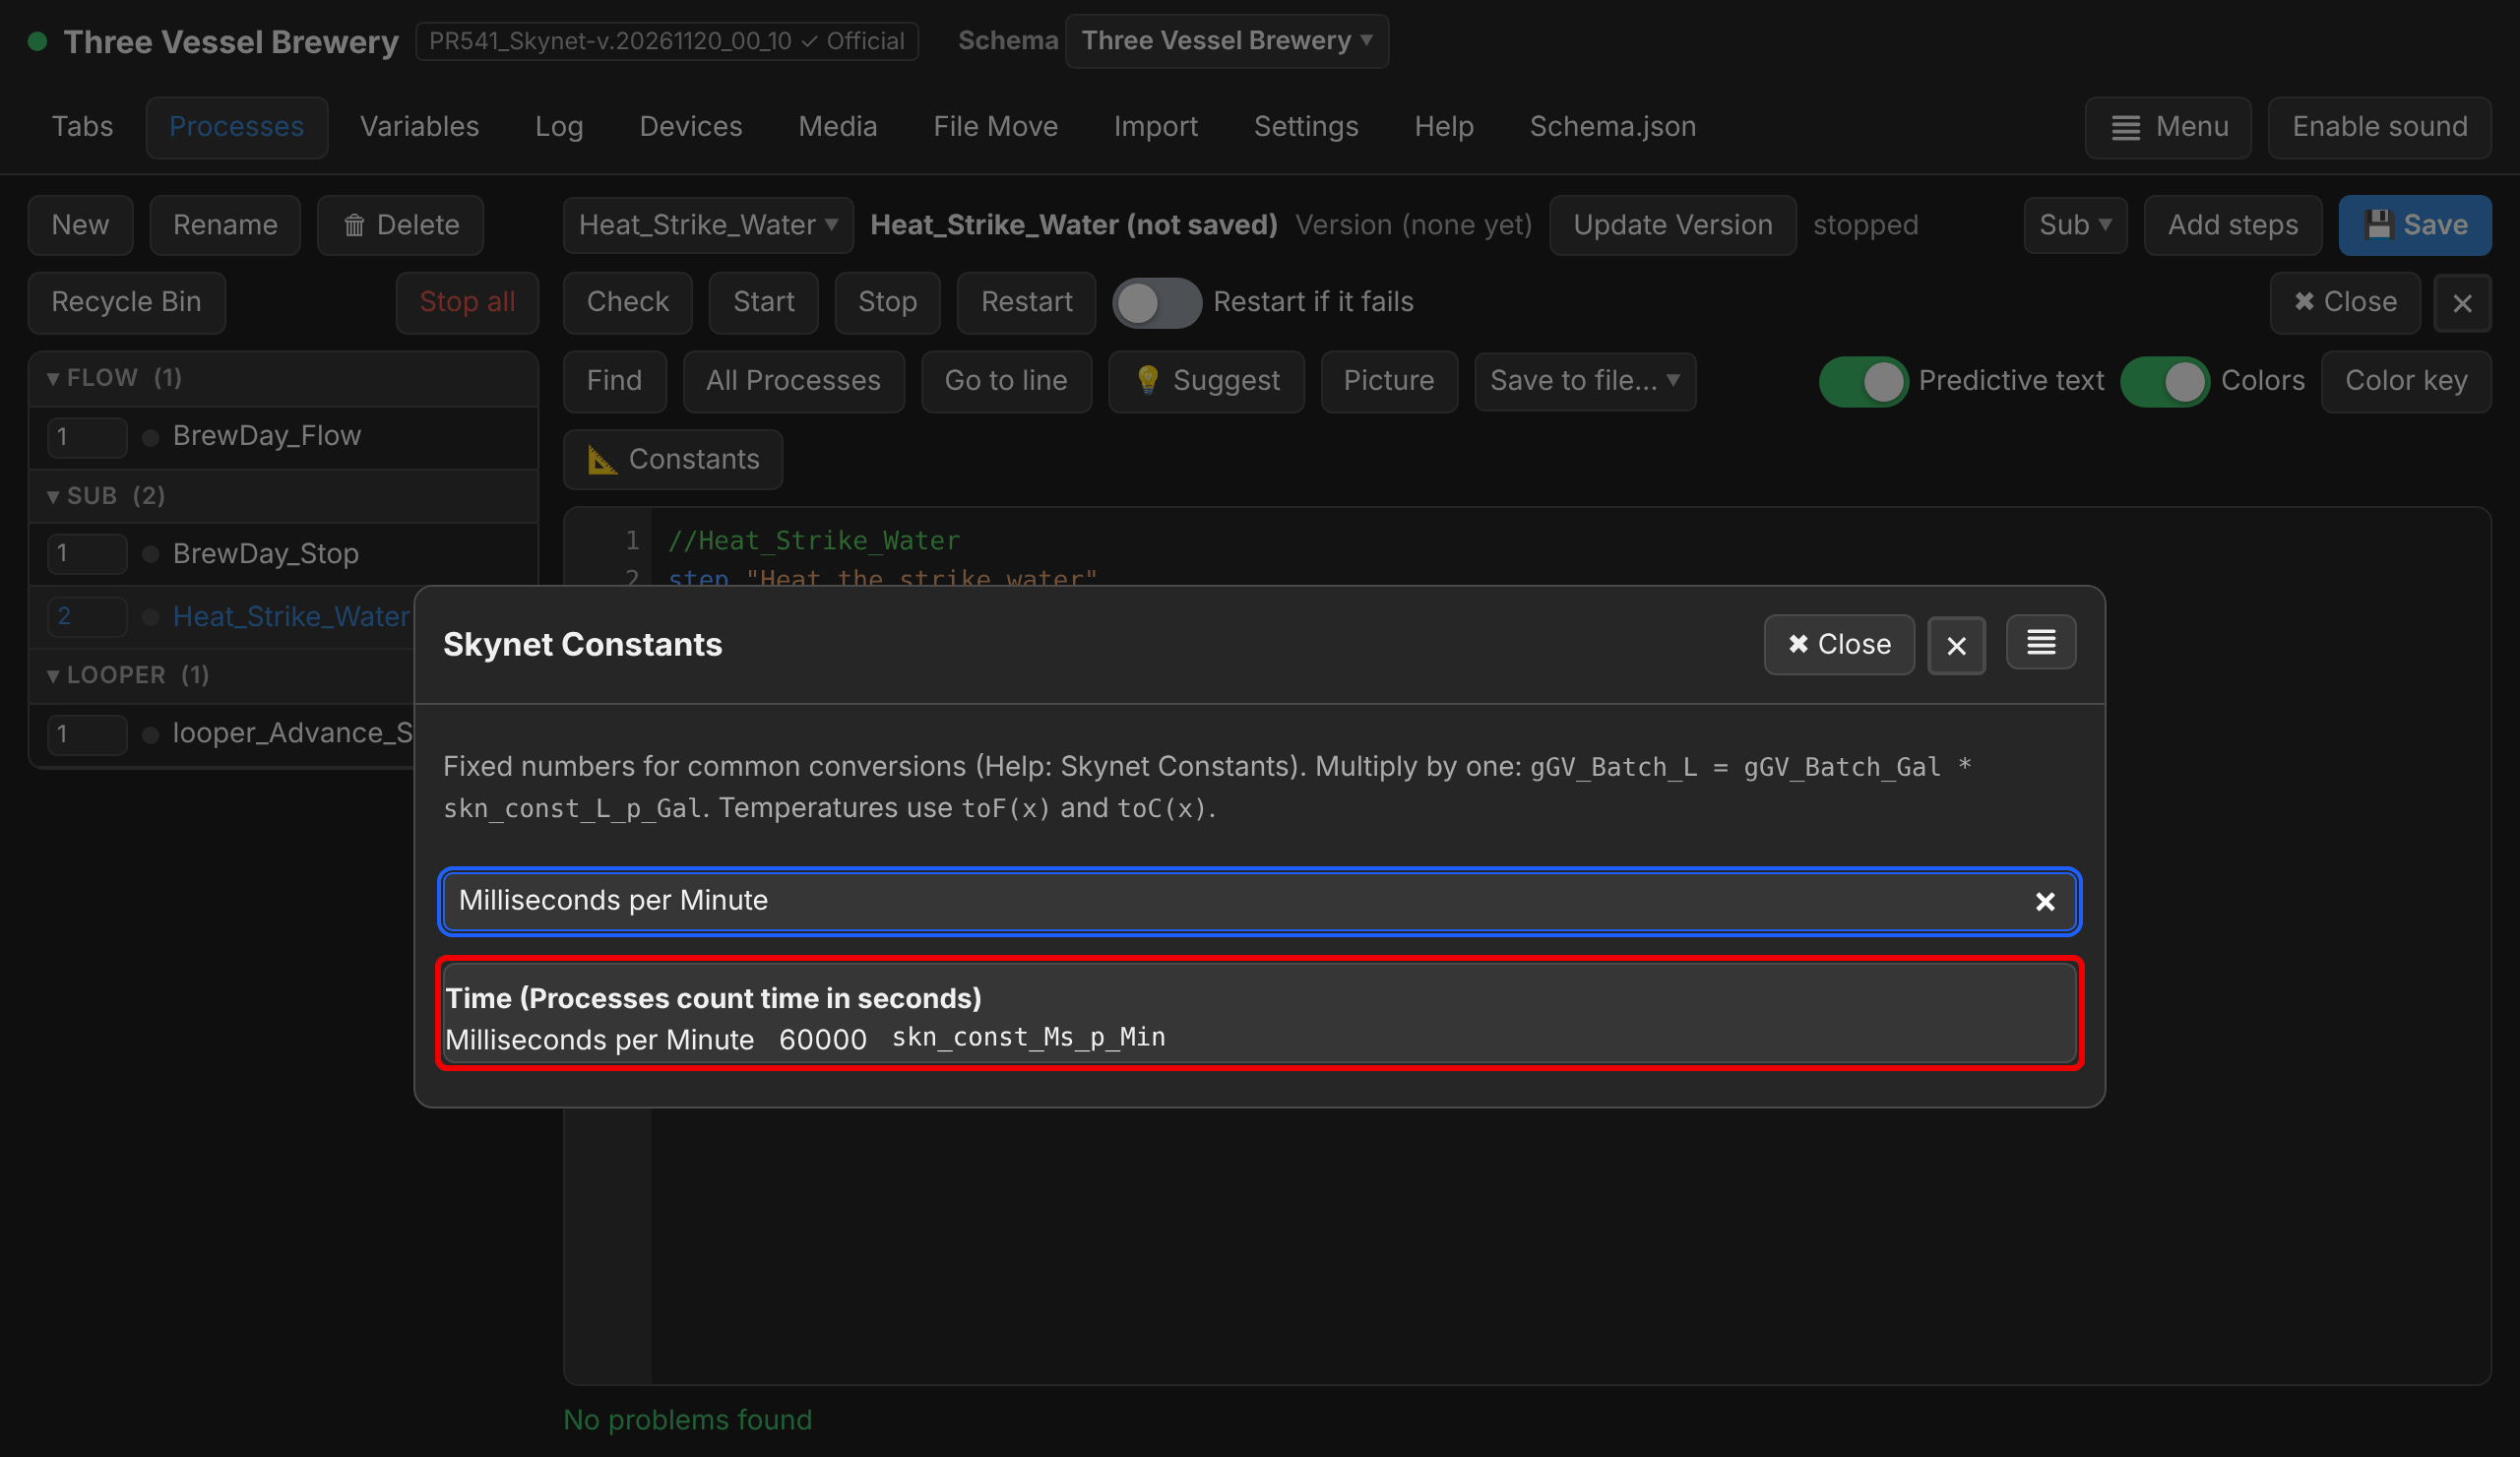 Three Vessel Brewery PR541_Skynet-v.20261120_00_10 ✓ Official Schema Three Vessel Brewery ▾
Tabs Processes Variables Log Devices Media File Move Import Settings Help Schema.json Menu Enable sound
New Rename 🗑 Delete Heat_Strike_Water ▾ Heat_Strike_Water (not saved) Version (none yet) Update Version stopped Sub ▾ Add steps 💾 Save
Recycle Bin Stop all Check Start Stop Restart Restart if it fails ✖ Close ✕
▾ FLOW (1) Find All Processes Go to line 💡 Suggest Picture Save to file... ▾ Predictive text Colors Color key
1 BrewDay_Flow
📐 Constants
▾ SUB (2)
1 BrewDay_Stop
2 Heat_Strike_Water
▾ LOOPER (1)
1 looper_Advance_S
1 //Heat_Strike_Water
2 step "Heat the strike water"
Skynet Constants ✖ Close ✕
Fixed numbers for common conversions (Help: Skynet Constants). Multiply by one: gGV_Batch_L = gGV_Batch_Gal *
skn_const_L_p_Gal. Temperatures use toF(x) and toC(x).
Milliseconds per Minute ✕
Time (Processes count time in seconds)
Milliseconds per Minute 60000 skn_const_Ms_p_Min
No problems found